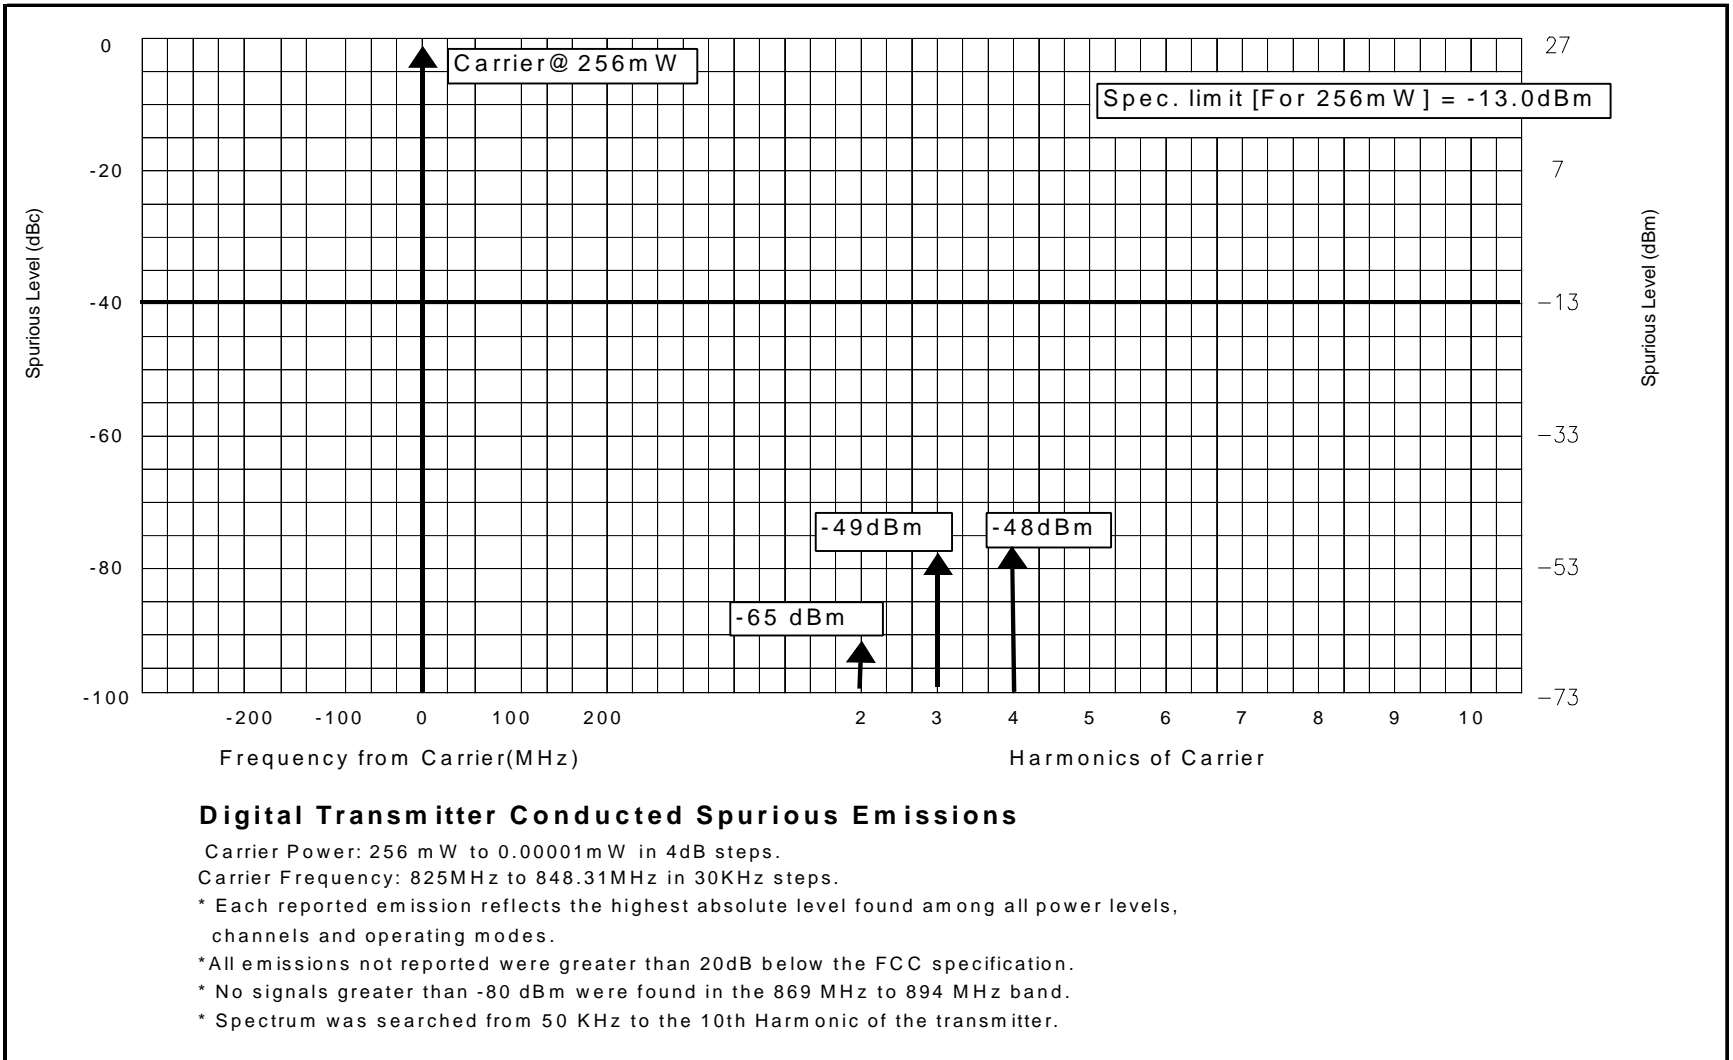 0
27
Carrier@ 256mW
Spec. limit [For 256mW] = -13.0dBm
-20
7
Spurious Level (dBc)
Spurious Level (dBm)
-40
-13
-60
-33
-49dBm
-48dBm
-80
-53
-65 dBm
-100
-73
-200 -100 0 100 200 2 3 4 5 6 7 8 9 10
Frequency from Carrier(MHz)
Harmonics of Carrier
Digital Transmitter Conducted Spurious Emissions
Carrier Power: 256 mW to 0.00001mW in 4dB steps.
Carrier Frequency: 825MHz to 848.31MHz in 30KHz steps.
* Each reported emission reflects the highest absolute level found among all power levels,
channels and operating modes.
*All emissions not reported were greater than 20dB below the FCC specification.
* No signals greater than -80 dBm were found in the 869 MHz to 894 MHz band.
* Spectrum was searched from 50 KHz to the 10th Harmonic of the transmitter.